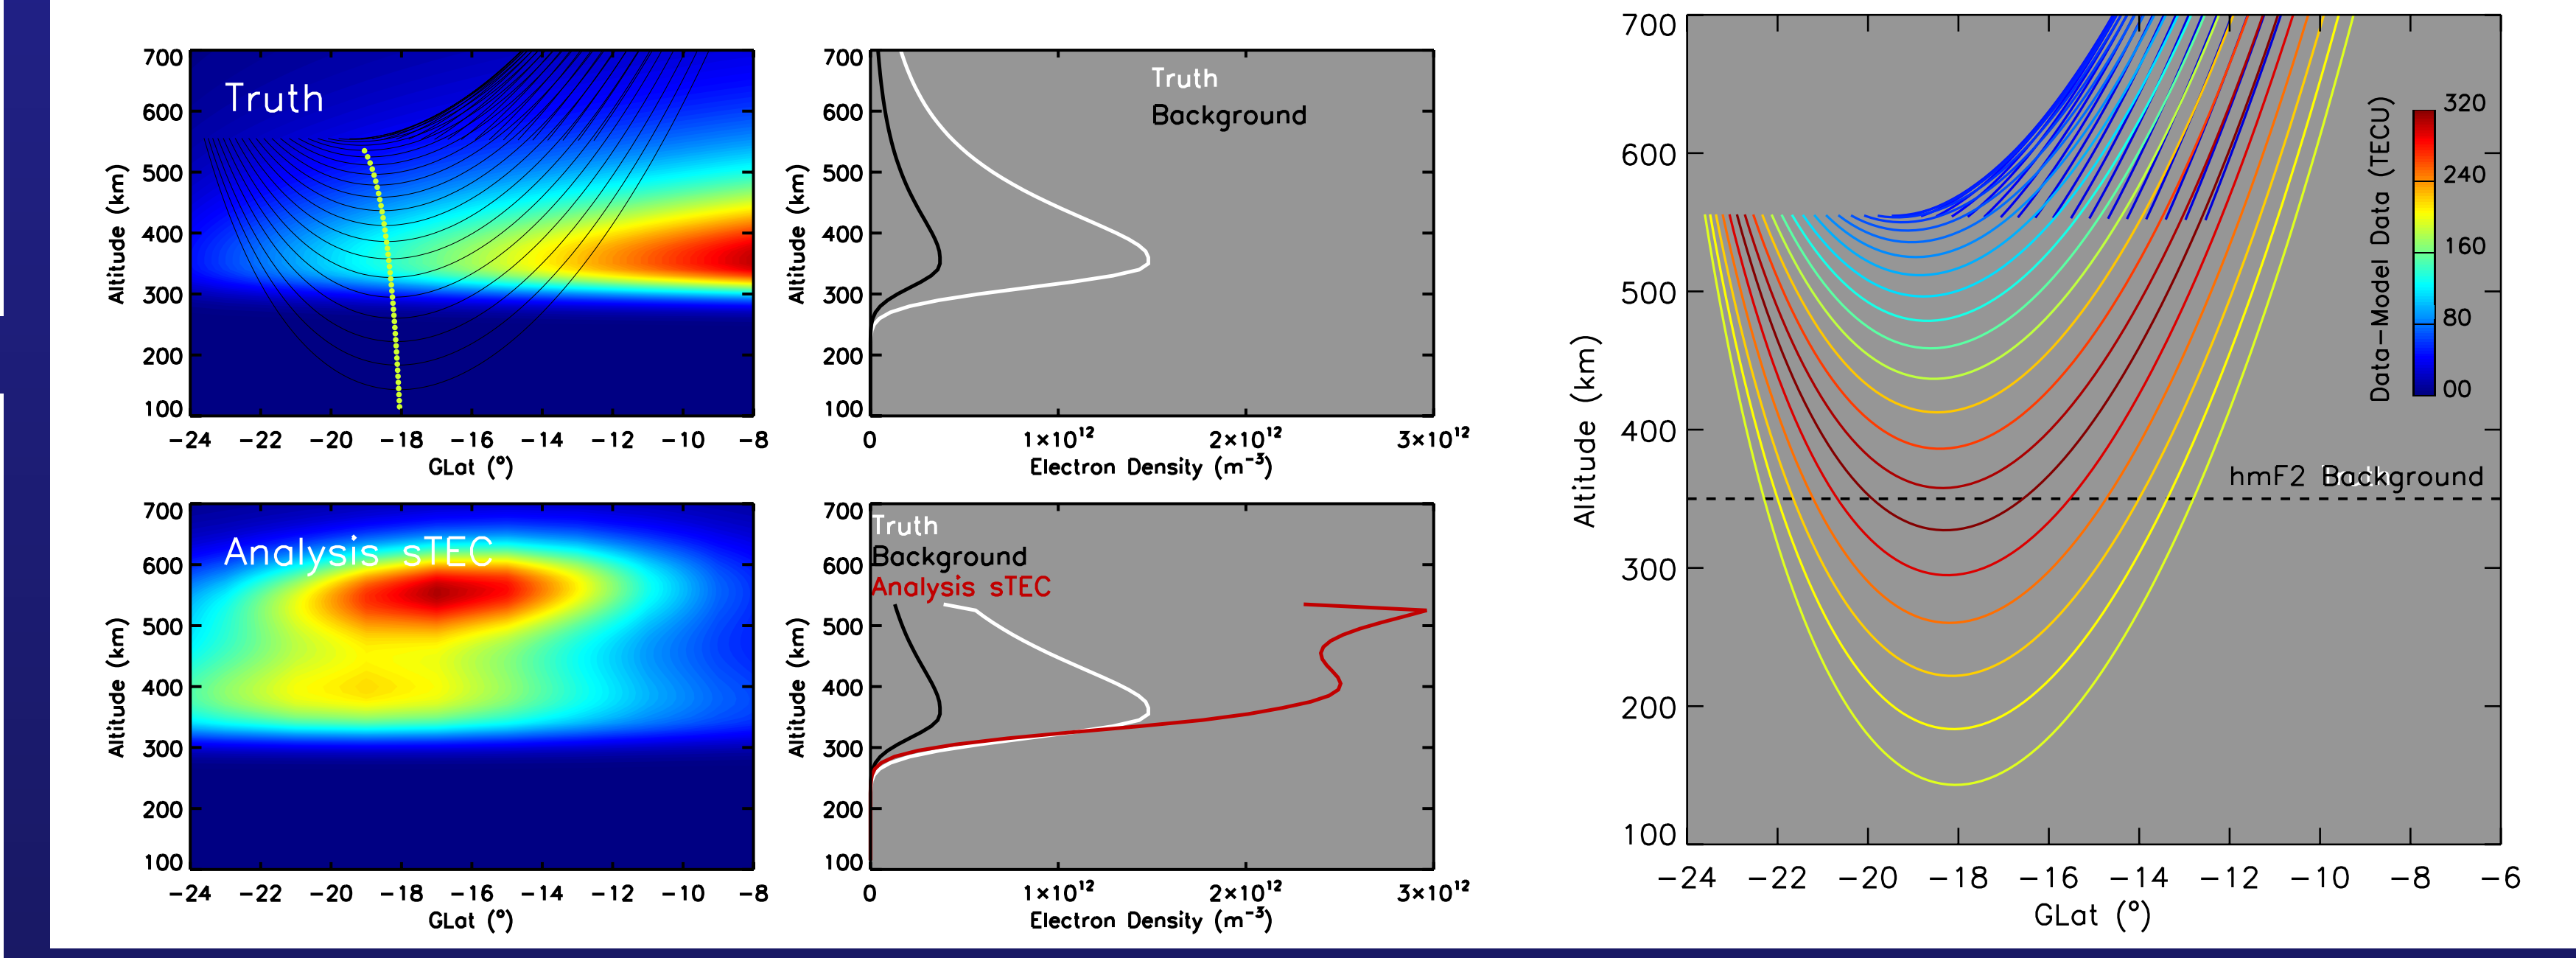 Truth
Altitude (km)
700
600
500
400
300
200
100
-24 -22 -20 -18 -16 -14 -12 -10 -8
GLat (°)
Truth
Background
Altitude (km)
700
600
500
400
300
200
100
0 1×10¹² 2×10¹² 3×10¹²
Electron Density (m⁻³)
Analysis sTEC
Altitude (km)
700
600
500
400
300
200
100
-24 -22 -20 -18 -16 -14 -12 -10 -8
GLat (°)
Truth
Background
Analysis sTEC
Altitude (km)
700
600
500
400
300
200
100
0 1×10¹² 2×10¹² 3×10¹²
Electron Density (m⁻³)
Altitude (km)
700
600
500
400
300
200
100
Data-Model Data (TECU)
320
240
160
80
00
hmF2 Background
-24 -22 -20 -18 -16 -14 -12 -10 -8 -6
GLat (°)